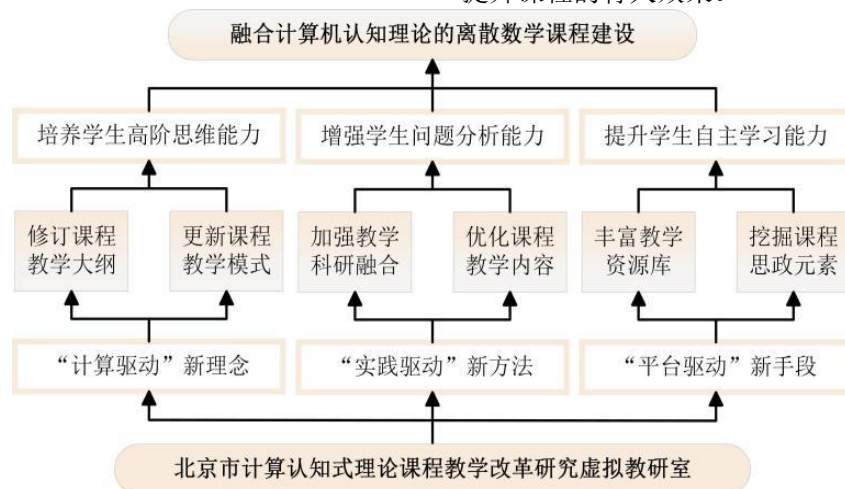 融合计算机认知理论的离散数学课程建设
培养学生高阶思维能力
增强学生问题分析能力
提升学生自主学习能力
修订课程
教学大纲
更新课程
教学模式
加强教学
科研融合
优化课程
教学内容
丰富教学
资源库
挖掘课程
思政元素
“计算驱动”新理念
“实践驱动”新方法
“平台驱动”新手段
北京市计算认知式理论课程教学改革研究虚拟教研室